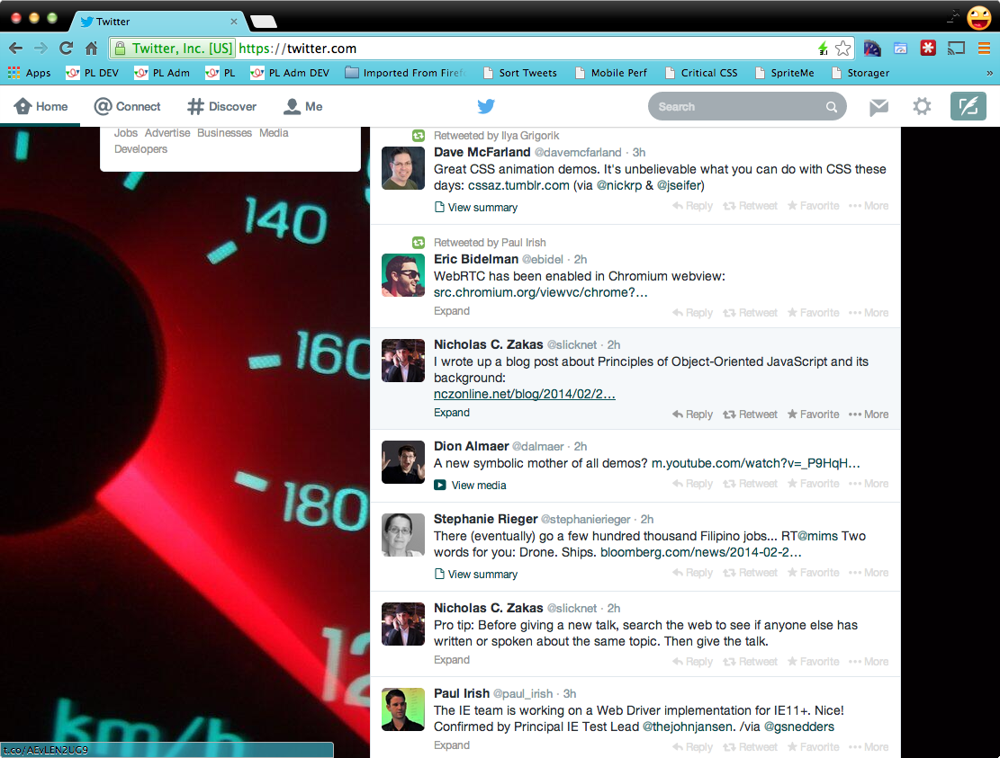 Twitter
Twitter, Inc. [US] https://twitter.com
Apps PL DEV PL Adm PL PL Adm DEV Imported From Firef Sort Tweets Mobile Perf Critical CSS SpriteMe Storager »
Home Connect Discover Me Search
Jobs Advertise Businesses Media
Developers
Retweeted by Ilya Grigorik
Dave McFarland @davemcfarland · 3h
Great CSS animation demos. It's unbelievable what you can do with CSS these
days: cssaz.tumblr.com (via @nickrp & @jseifer)
View summary Reply Retweet Favorite More
Retweeted by Paul Irish
Eric Bidelman @ebidel · 2h
WebRTC has been enabled in Chromium webview:
src.chromium.org/viewvc/chrome?…
Expand Reply Retweet Favorite More
Nicholas C. Zakas @slicknet · 2h
I wrote up a blog post about Principles of Object-Oriented JavaScript and its
background:
nczonline.net/blog/2014/02/2…
Expand Reply Retweet Favorite More
Dion Almaer @dalmaer · 2h
A new symbolic mother of all demos? m.youtube.com/watch?v=_P9HqH…
View media Reply Retweet Favorite More
Stephanie Rieger @stephanierieger · 2h
There (eventually) go a few hundred thousand Filipino jobs... RT@mims Two
words for you: Drone. Ships. bloomberg.com/news/2014-02-2…
View summary Reply Retweet Favorite More
Nicholas C. Zakas @slicknet · 2h
Pro tip: Before giving a new talk, search the web to see if anyone else has
written or spoken about the same topic. Then give the talk.
Expand Reply Retweet Favorite More
Paul Irish @paul_irish · 3h
The IE team is working on a Web Driver implementation for IE11+. Nice!
Confirmed by Principal IE Test Lead @thejohnjansen. /via @gsnedders
Expand Reply Retweet Favorite More
140
160
180
12
km/h
t.co/AEvLEN2UG9